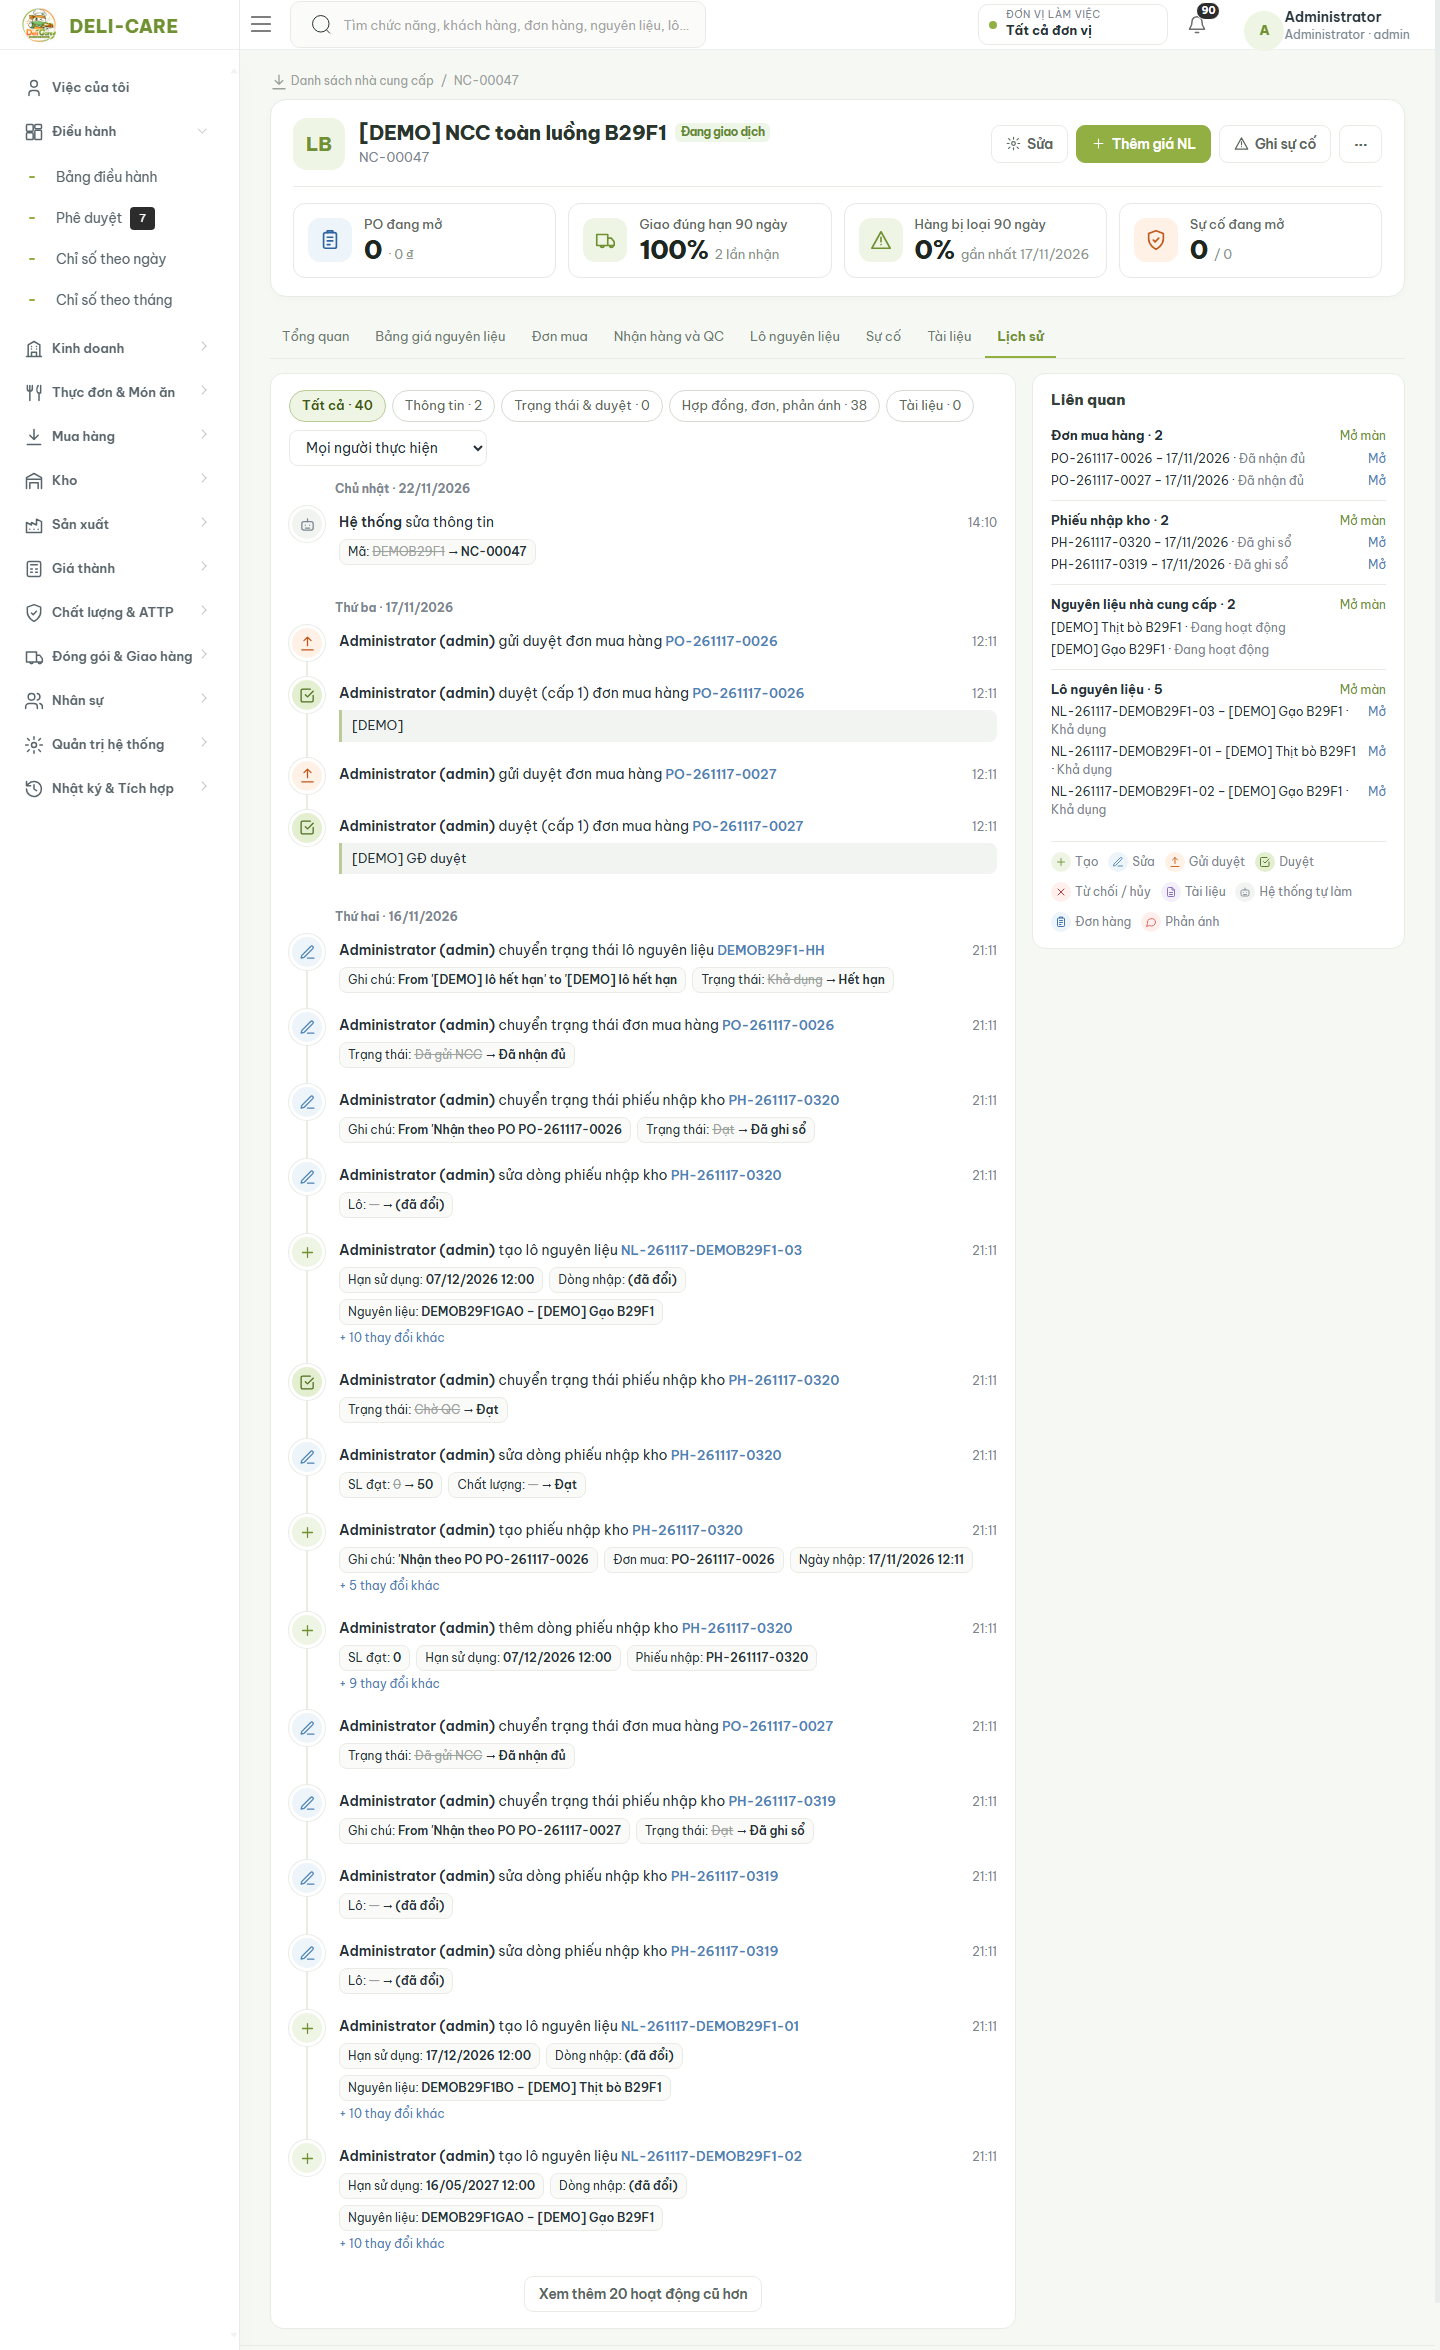 DELI-CARE
Tìm chức năng, khách hàng, đơn hàng, nguyên liệu, lô...
ĐƠN VỊ LÀM VIỆC
Tất cả đơn vị
90
A
Administrator
Administrator · admin
Việc của tôi
Điều hành
Bảng điều hành
Phê duyệt 7
Chỉ số theo ngày
Chỉ số theo tháng
Kinh doanh
Thực đơn & Món ăn
Mua hàng
Kho
Sản xuất
Giá thành
Chất lượng & ATTP
Đóng gói & Giao hàng
Nhân sự
Quản trị hệ thống
Nhật ký & Tích hợp
Danh sách nhà cung cấp / NC-00047
LB
[DEMO] NCC toàn luồng B29F1 Đang giao dịch
NC-00047
Sửa
+ Thêm giá NL
Ghi sự cố
...
PO đang mở
0 · 0 đ
Giao đúng hạn 90 ngày
100% 2 lần nhận
Hàng bị loại 90 ngày
0% gần nhất 17/11/2026
Sự cố đang mở
0 / 0
Tổng quan
Bảng giá nguyên liệu
Đơn mua
Nhận hàng và QC
Lô nguyên liệu
Sự cố
Tài liệu
Lịch sử
Tất cả · 40
Thông tin · 2
Trạng thái & duyệt · 0
Hợp đồng, đơn, phản ánh · 38
Tài liệu · 0
Mọi người thực hiện
Chủ nhật · 22/11/2026
Hệ thống sửa thông tin 14:10
Mã: DEMOB29F1 → NC-00047
Thứ ba · 17/11/2026
Administrator (admin) gửi duyệt đơn mua hàng PO-261117-0026 12:11
Administrator (admin) duyệt (cấp 1) đơn mua hàng PO-261117-0026 12:11
[DEMO]
Administrator (admin) gửi duyệt đơn mua hàng PO-261117-0027 12:11
Administrator (admin) duyệt (cấp 1) đơn mua hàng PO-261117-0027 12:11
[DEMO] GĐ duyệt
Thứ hai · 16/11/2026
Administrator (admin) chuyển trạng thái lô nguyên liệu DEMOB29F1-HH 21:11
Ghi chú: From '[DEMO] lô hết hạn' to '[DEMO] lô hết hạn Trạng thái: Khả dụng → Hết hạn
Administrator (admin) chuyển trạng thái đơn mua hàng PO-261117-0026 21:11
Trạng thái: Đã gửi NCC → Đã nhận đủ
Administrator (admin) chuyển trạng thái phiếu nhập kho PH-261117-0320 21:11
Ghi chú: From 'Nhận theo PO PO-261117-0026 Trạng thái: Đạt → Đã ghi sổ
Administrator (admin) sửa dòng phiếu nhập kho PH-261117-0320 21:11
Lô: — → (đã đổi)
Administrator (admin) tạo lô nguyên liệu NL-261117-DEMOB29F1-03 21:11
Hạn sử dụng: 07/12/2026 12:00 Dòng nhập: (đã đổi)
Nguyên liệu: DEMOB29F1GAO – [DEMO] Gạo B29F1
+ 10 thay đổi khác
Administrator (admin) chuyển trạng thái phiếu nhập kho PH-261117-0320 21:11
Trạng thái: Chờ QC → Đạt
Administrator (admin) sửa dòng phiếu nhập kho PH-261117-0320 21:11
SL đạt: 0 → 50 Chất lượng: — → Đạt
Administrator (admin) tạo phiếu nhập kho PH-261117-0320 21:11
Ghi chú: 'Nhận theo PO PO-261117-0026 Đơn mua: PO-261117-0026 Ngày nhập: 17/11/2026 12:11
+ 5 thay đổi khác
Administrator (admin) thêm dòng phiếu nhập kho PH-261117-0320 21:11
SL đạt: 0 Hạn sử dụng: 07/12/2026 12:00 Phiếu nhập: PH-261117-0320
+ 9 thay đổi khác
Administrator (admin) chuyển trạng thái đơn mua hàng PO-261117-0027 21:11
Trạng thái: Đã gửi NCC → Đã nhận đủ
Administrator (admin) chuyển trạng thái phiếu nhập kho PH-261117-0319 21:11
Ghi chú: From 'Nhận theo PO PO-261117-0027 Trạng thái: Đạt → Đã ghi sổ
Administrator (admin) sửa dòng phiếu nhập kho PH-261117-0319 21:11
Lô: — → (đã đổi)
Administrator (admin) sửa dòng phiếu nhập kho PH-261117-0319 21:11
Lô: — → (đã đổi)
Administrator (admin) tạo lô nguyên liệu NL-261117-DEMOB29F1-01 21:11
Hạn sử dụng: 17/12/2026 12:00 Dòng nhập: (đã đổi)
Nguyên liệu: DEMOB29F1BO – [DEMO] Thịt bò B29F1
+ 10 thay đổi khác
Administrator (admin) tạo lô nguyên liệu NL-261117-DEMOB29F1-02 21:11
Hạn sử dụng: 16/05/2027 12:00 Dòng nhập: (đã đổi)
Nguyên liệu: DEMOB29F1GAO – [DEMO] Gạo B29F1
+ 10 thay đổi khác
Xem thêm 20 hoạt động cũ hơn
Liên quan
Đơn mua hàng · 2 Mở màn
PO-261117-0026 – 17/11/2026 · Đã nhận đủ Mở
PO-261117-0027 – 17/11/2026 · Đã nhận đủ Mở
Phiếu nhập kho · 2 Mở màn
PH-261117-0320 – 17/11/2026 · Đã ghi sổ Mở
PH-261117-0319 – 17/11/2026 · Đã ghi sổ Mở
Nguyên liệu nhà cung cấp · 2 Mở màn
[DEMO] Thịt bò B29F1 · Đang hoạt động
[DEMO] Gạo B29F1 · Đang hoạt động
Lô nguyên liệu · 5 Mở màn
NL-261117-DEMOB29F1-03 – [DEMO] Gạo B29F1 · Mở
Khả dụng
NL-261117-DEMOB29F1-01 – [DEMO] Thịt bò B29F1 Mở
· Khả dụng
NL-261117-DEMOB29F1-02 – [DEMO] Gạo B29F1 · Mở
Khả dụng
Tạo Sửa Gửi duyệt Duyệt
Từ chối / hủy Tài liệu Hệ thống tự làm
Đơn hàng Phản ánh